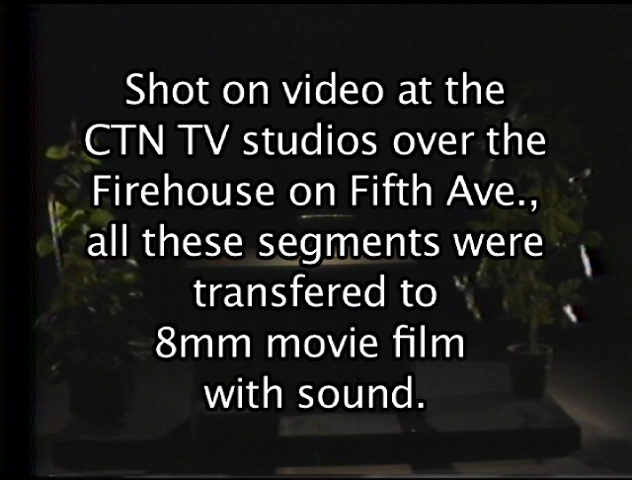 Shot on video at the
CTN TV studios over the
Firehouse on Fifth Ave.,
all these segments were
transfered to
8mm movie film
with sound.